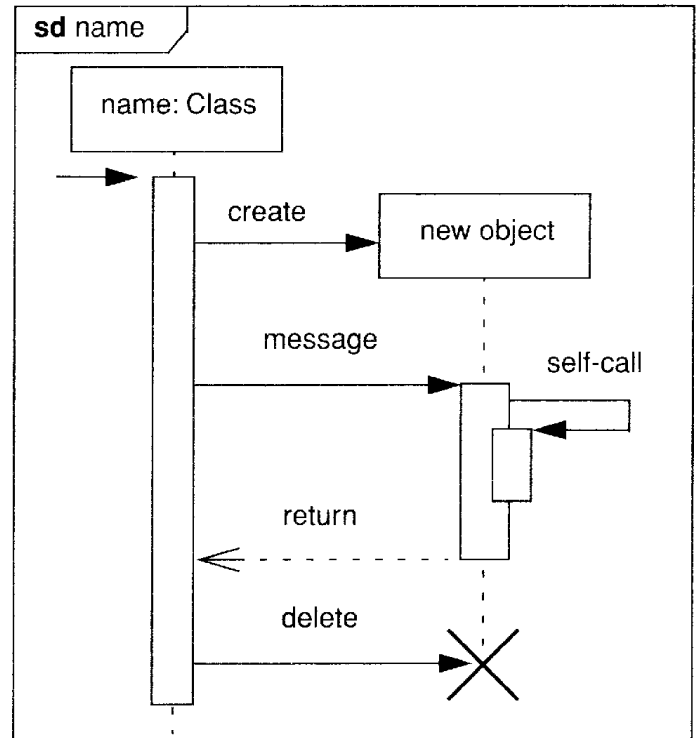 sd name
name: Class
create
new object
message
self-call
return
delete